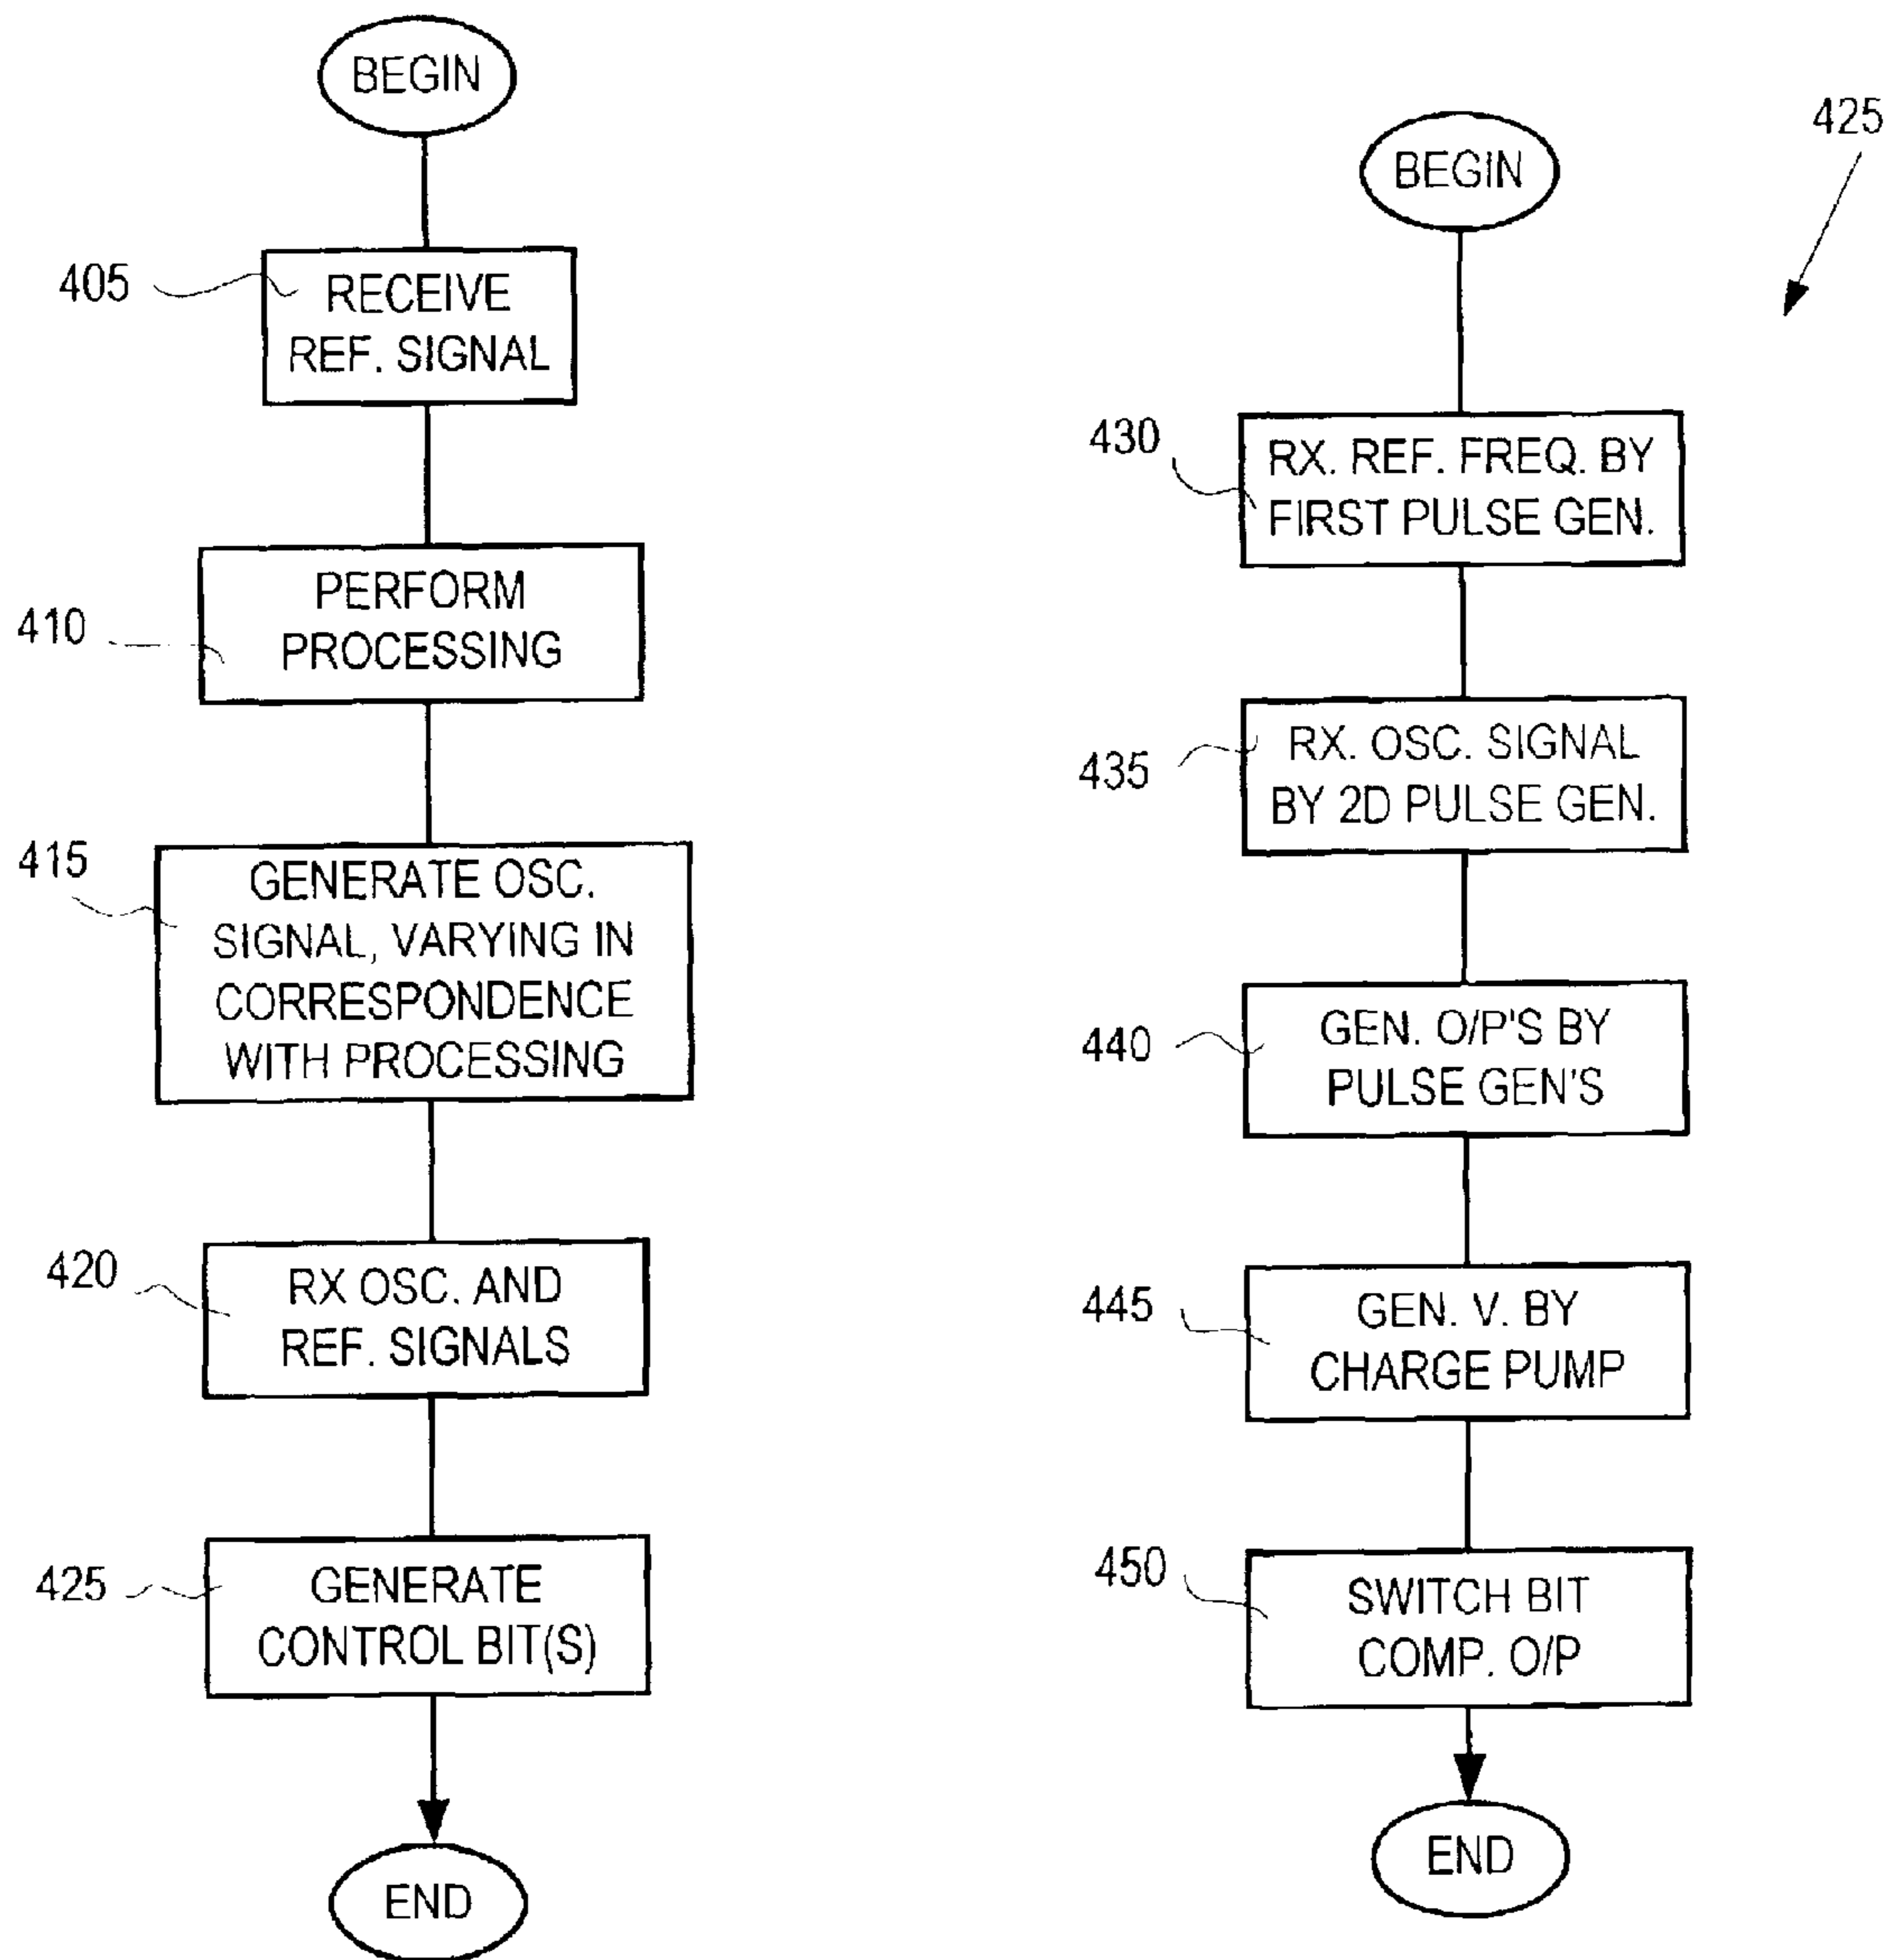 BEGIN
405
RECEIVE
REF. SIGNAL
410
PERFORM
PROCESSING
415
GENERATE OSC.
SIGNAL, VARYING IN
CORRESPONDENCE
WITH PROCESSING
420
RX OSC. AND
REF. SIGNALS
425
GENERATE
CONTROL BIT(S)
END
425
BEGIN
430
RX. REF. FREQ. BY
FIRST PULSE GEN.
435
RX. OSC. SIGNAL
BY 2D PULSE GEN.
440
GEN. O/P'S BY
PULSE GEN'S
445
GEN. V. BY
CHARGE PUMP
450
SWITCH BIT
COMP. O/P
END